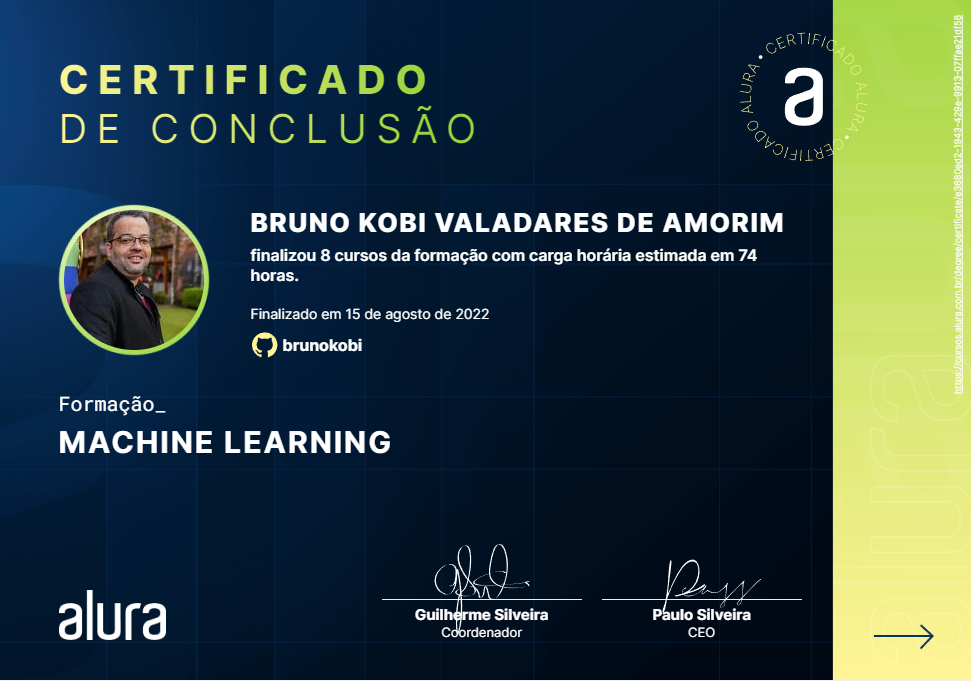 CERTIFICADO
DE CONCLUSÃO
• CERTIFICADO ALURA • CERTIFICADO ALURA
a
BRUNO KOBI VALADARES DE AMORIM
finalizou 8 cursos da formação com carga horária estimada em 74
horas.
Finalizado em 15 de agosto de 2022
brunokobi
Formação_
MACHINE LEARNING
alura
Guilherme Silveira
Coordenador
Paulo Silveira
CEO
alura